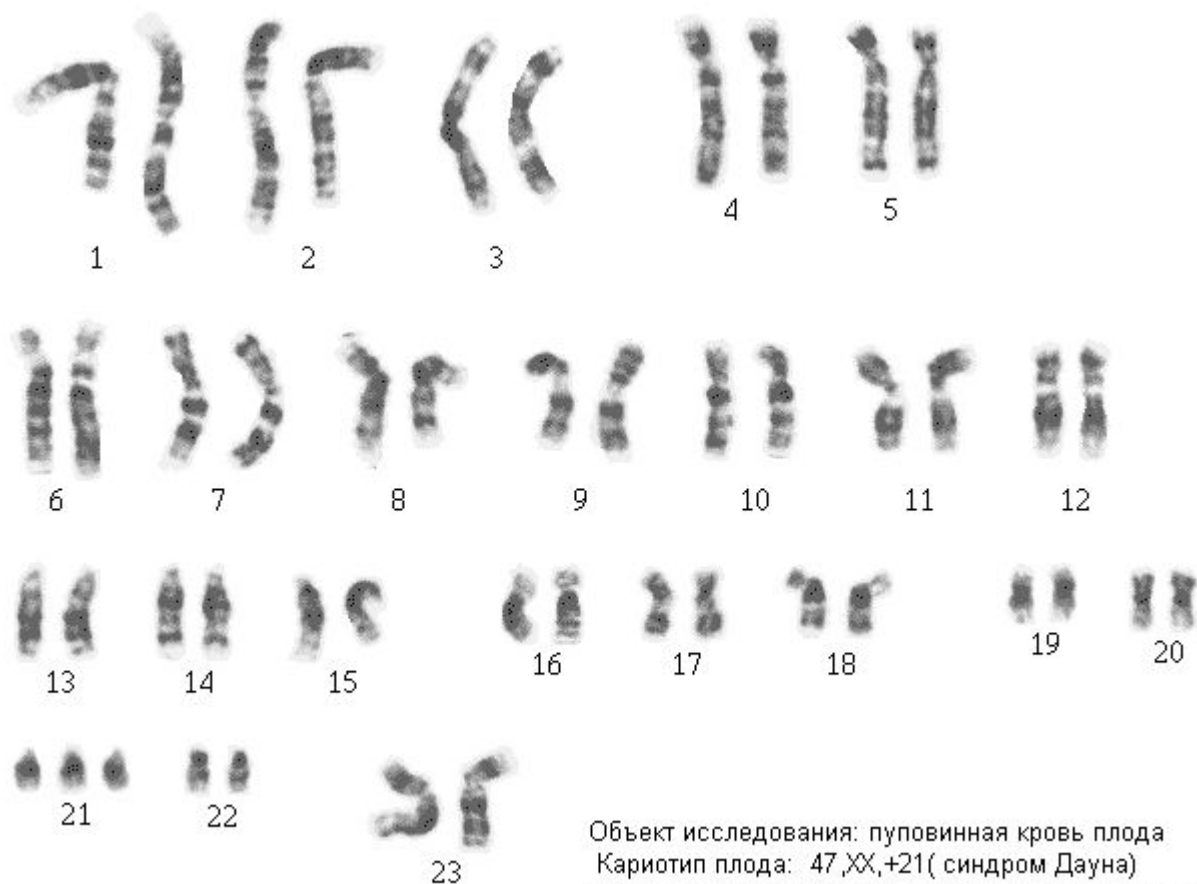 1 2 3 4 5
6 7 8 9 10 11 12
13 14 15 16 17 18 19 20
21 22 23
Объект исследования: пуповинная кровь плода
Кариотип плода: 47,XX,+21( синдром Дауна)